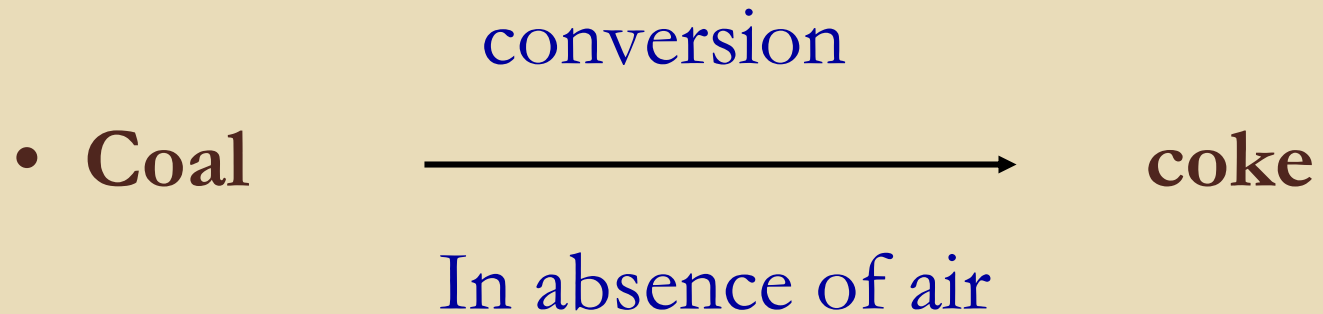 conversion
• Coal coke
In absence of air